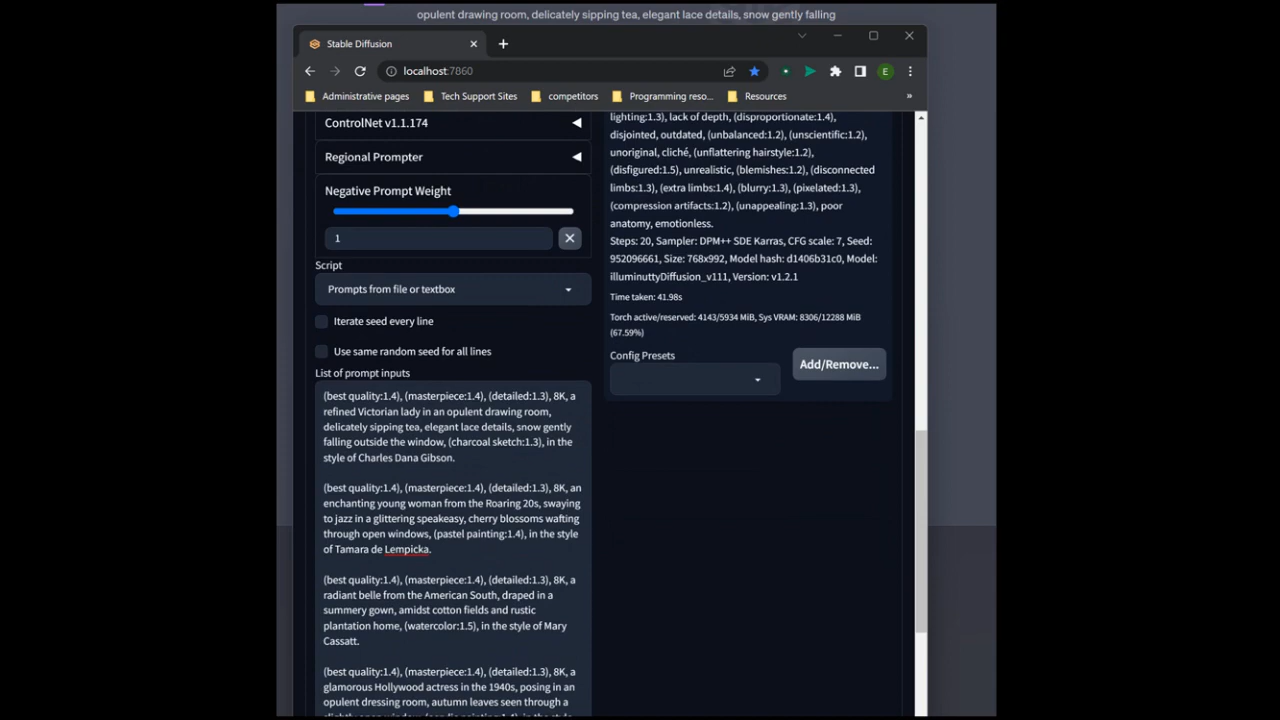 opulent drawing room, delicately sipping tea, elegant lace details, snow gently falling
Stable Diffusion
localhost:7860
E
Administrative pages
Tech Support Sites
competitors
Programming reso...
Resources
»
ControlNet v1.1.174
Regional Prompter
Negative Prompt Weight
1
Script
Prompts from file or textbox
Iterate seed every line
Use same random seed for all lines
List of prompt inputs
(best quality:1.4), (masterpiece:1.4), (detailed:1.3), 8K, a
refined Victorian lady in an opulent drawing room,
delicately sipping tea, elegant lace details, snow gently
falling outside the window, (charcoal sketch:1.3), in the
style of Charles Dana Gibson.
(best quality:1.4), (masterpiece:1.4), (detailed:1.3), 8K, an
enchanting young woman from the Roaring 20s, swaying
to jazz in a glittering speakeasy, cherry blossoms wafting
through open windows, (pastel painting:1.4), in the style
of Tamara de Lempicka.
(best quality:1.4), (masterpiece:1.4), (detailed:1.3), 8K, a
radiant belle from the American South, draped in a
summery gown, amidst cotton fields and rustic
plantation home, (watercolor:1.5), in the style of Mary
Cassatt.
(best quality:1.4), (masterpiece:1.4), (detailed:1.3), 8K, a
glamorous Hollywood actress in the 1940s, posing in an
opulent dressing room, autumn leaves seen through a
lighting:1.3), lack of depth, (disproportionate:1.4),
disjointed, outdated, (unbalanced:1.2), (unscientific:1.2),
unoriginal, cliché, (unflattering hairstyle:1.2),
(disfigured:1.5), unrealistic, (blemishes:1.2), (disconnected
limbs:1.3), (extra limbs:1.4), (blurry:1.3), (pixelated:1.3),
(compression artifacts:1.2), (unappealing:1.3), poor
anatomy, emotionless.
Steps: 20, Sampler: DPM++ SDE Karras, CFG scale: 7, Seed:
952096661, Size: 768x992, Model hash: d1406b31c0, Model:
illuminuttyDiffusion_v111, Version: v1.2.1
Time taken: 41.98s
Torch active/reserved: 4143/5934 MiB, Sys VRAM: 8306/12288 MiB
(67.59%)
Config Presets
Add/Remove...